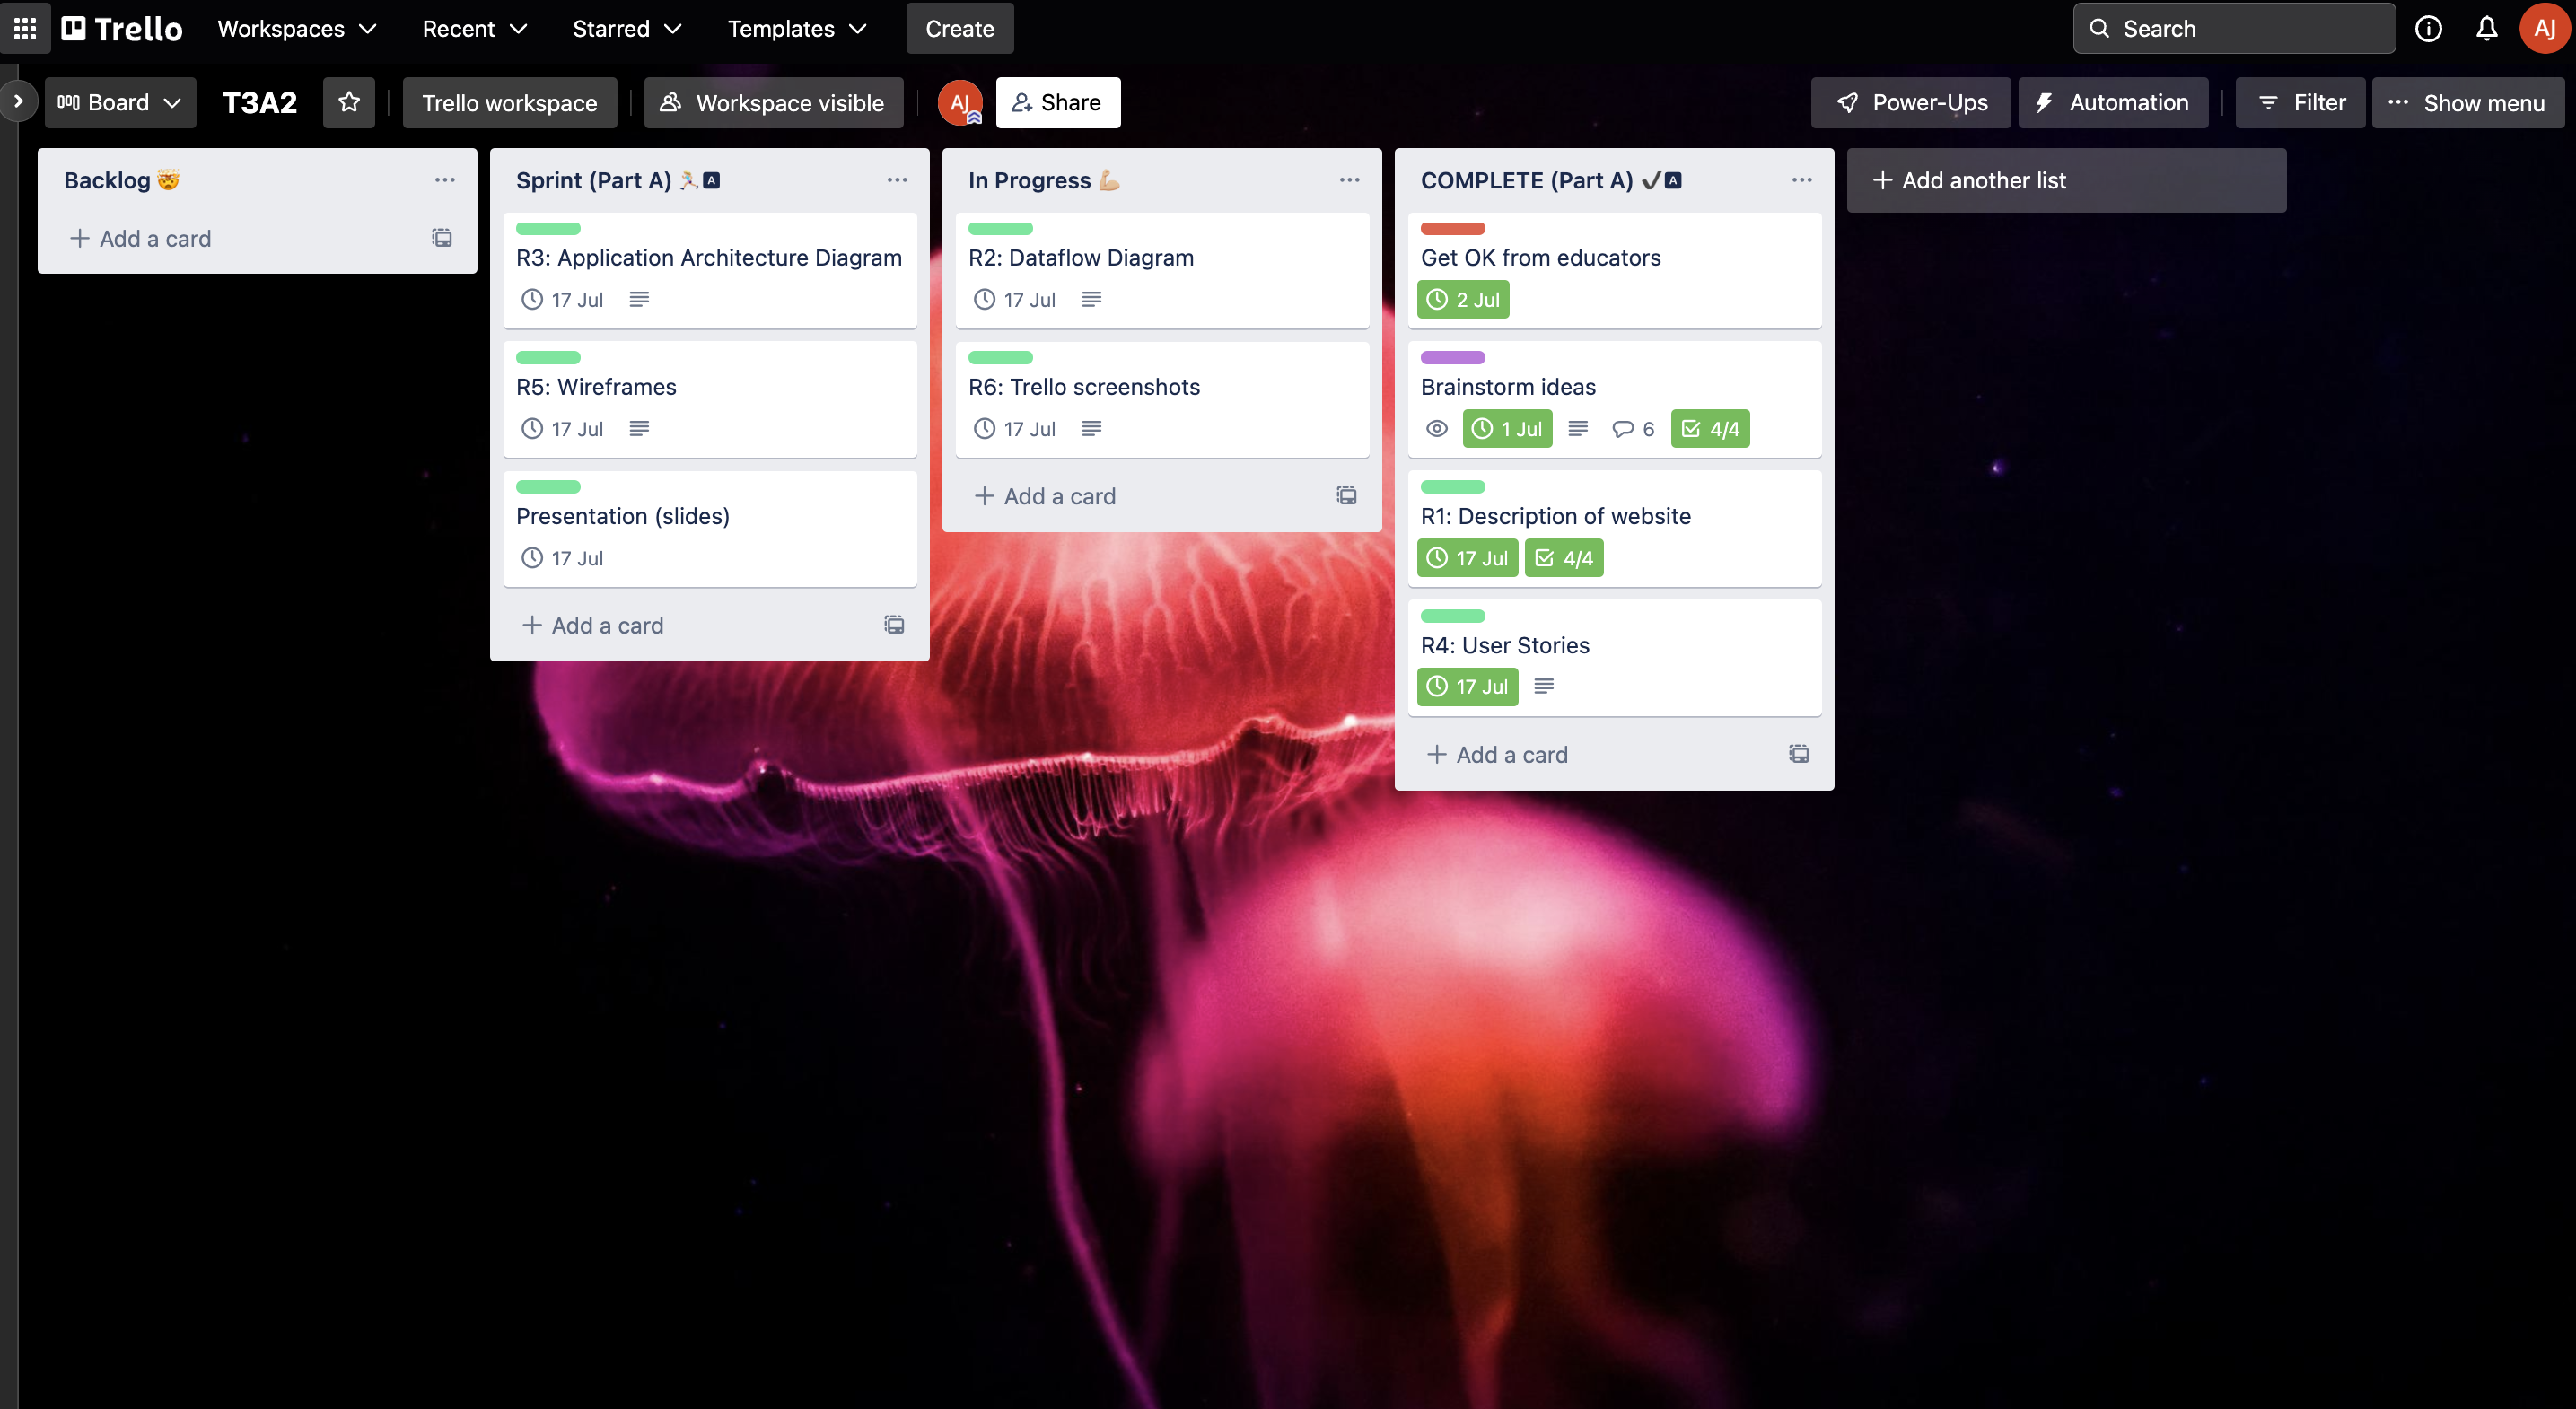 Trello Workspaces Recent Starred Templates Create Search AJ
Board T3A2 Trello workspace Workspace visible AJ Share Power-Ups Automation Filter Show menu
Backlog 🤯
+ Add a card
Sprint (Part A) 🏃🏻‍♀️🅰
R3: Application Architecture Diagram
17 Jul
R5: Wireframes
17 Jul
Presentation (slides)
17 Jul
+ Add a card
In Progress 💪🏼
R2: Dataflow Diagram
17 Jul
R6: Trello screenshots
17 Jul
+ Add a card
COMPLETE (Part A) ✔🅰
Get OK from educators
2 Jul
Brainstorm ideas
1 Jul 6 4/4
R1: Description of website
17 Jul 4/4
R4: User Stories
17 Jul
+ Add a card
+ Add another list